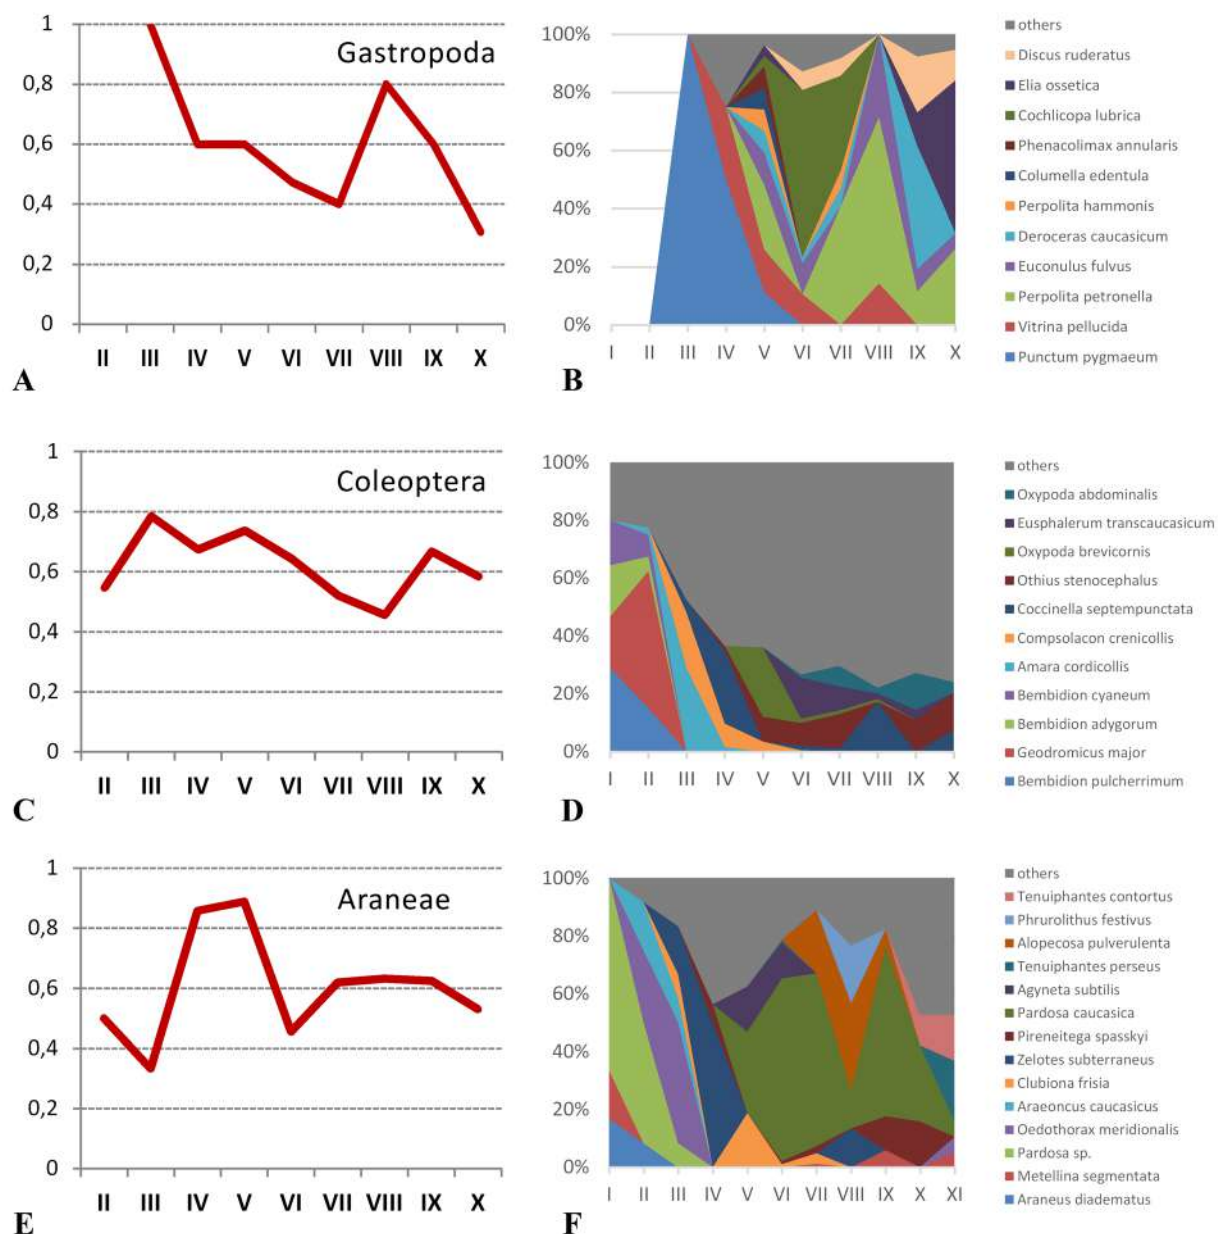 Gastropoda
1
0,8
0,6
0,4
0,2
0
II III IV V VI VII VIII IX X
A
100%
80%
60%
40%
20%
0%
I II III IV V VI VII VIII IX X
B
others
Discus ruderatus
Elia ossetica
Cochlicopa lubrica
Phenacolimax annularis
Columella edentula
Perpolita hammonis
Deroceras caucasicum
Euconulus fulvus
Perpolita petronella
Vitrina pellucida
Punctum pygmaeum
Coleoptera
1
0,8
0,6
0,4
0,2
0
II III IV V VI VII VIII IX X
C
100%
80%
60%
40%
20%
0%
I II III IV V VI VII VIII IX X
D
others
Oxypoda abdominalis
Eusphalerum transcaucasicum
Oxypoda brevicornis
Othius stenocephalus
Coccinella septempunctata
Compsolacon crenicollis
Amara cordicollis
Bembidion cyaneum
Bembidion adygorum
Geodromicus major
Bembidion pulcherrimum
Araneae
1
0,8
0,6
0,4
0,2
0
II III IV V VI VII VIII IX X
E
100%
80%
60%
40%
20%
0%
I II III IV V VI VII VIII IX X XI
F
others
Tenuiphantes contortus
Phrurolithus festivus
Alopecosa pulverulenta
Tenuiphantes perseus
Agyneta subtilis
Pardosa caucasica
Pireneitega spasskyi
Zelotes subterraneus
Clubiona frisia
Araeoncus caucasicus
Oedothorax meridionalis
Pardosa sp.
Metellina segmentata
Araneus diadematus